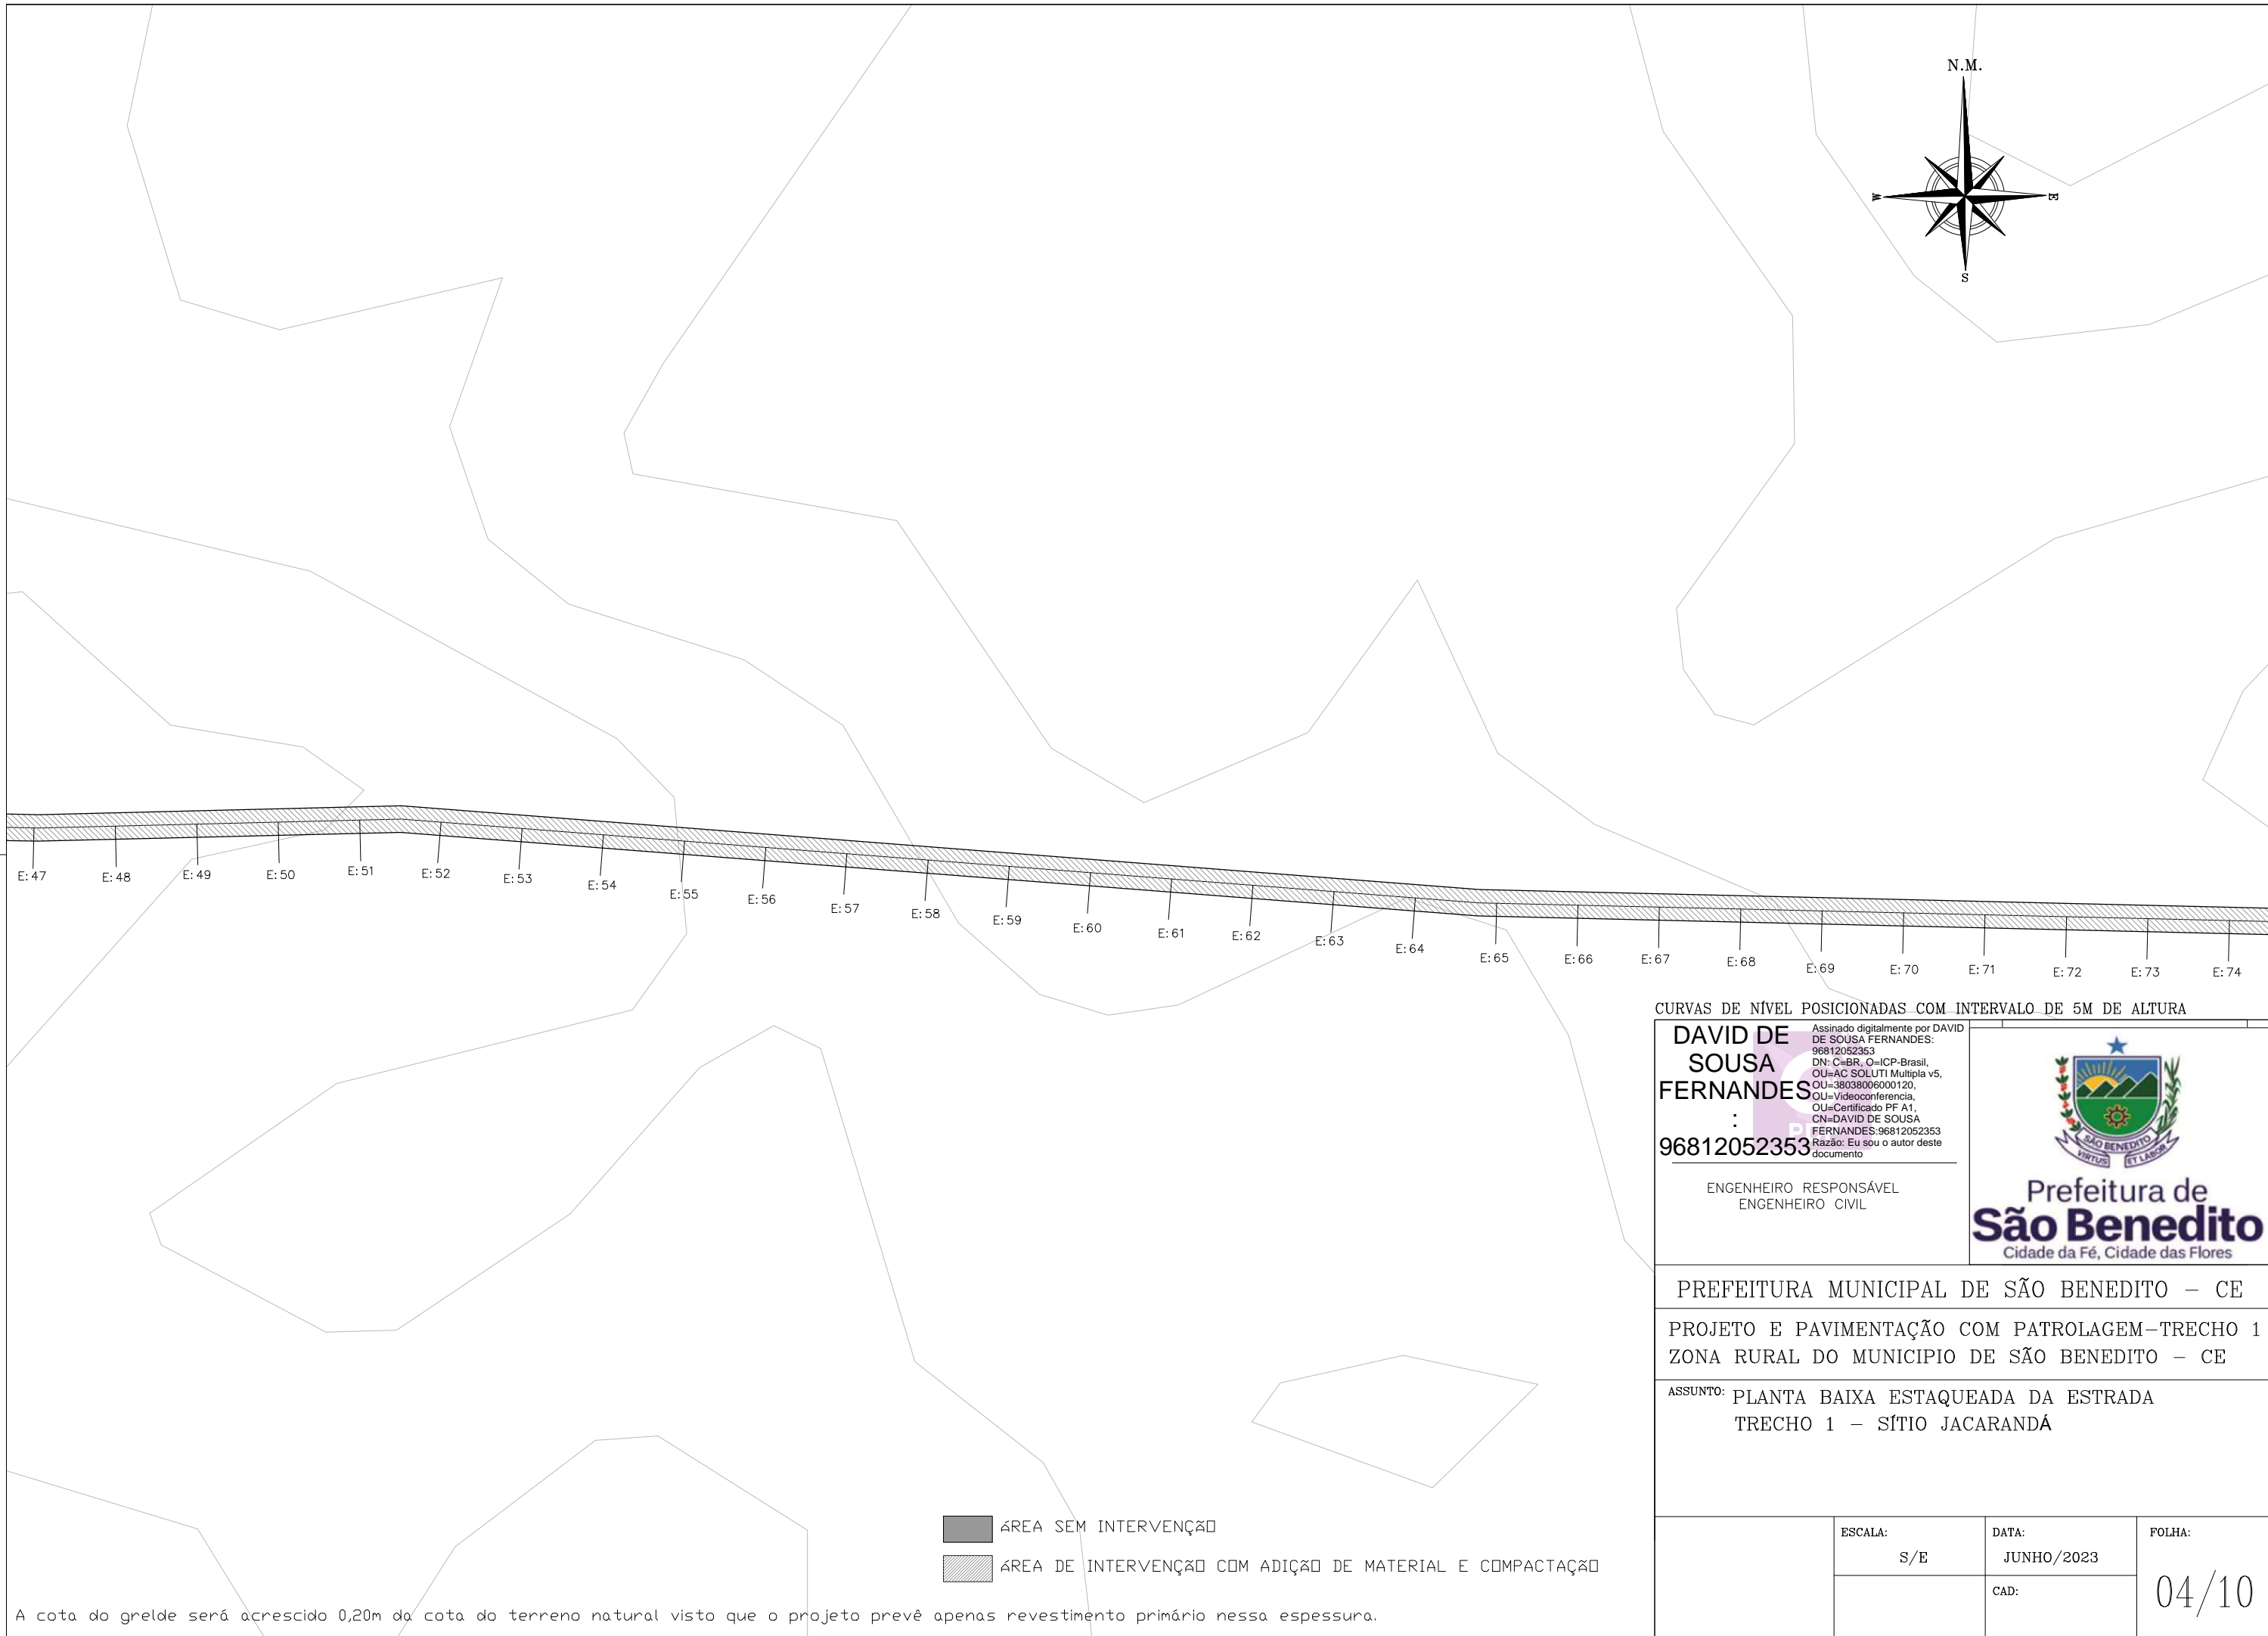 N.M.
W
E
S
E:47
E:48
E:49
E:50
E:51
E:52
E:53
E:54
E:55
E:56
E:57
E:58
E:59
E:60
E:61
E:62
E:63
E:64
E:65
E:66
E:67
E:68
E:69
E:70
E:71
E:72
E:73
E:74
CURVAS DE NÍVEL POSICIONADAS COM INTERVALO DE 5M DE ALTURA
DAVID DE
SOUSA
FERNANDES
:
96812052353
Assinado digitalmente por DAVID
DE SOUSA FERNANDES:
96812052353
DN: C=BR, O=ICP-Brasil,
OU=AC SOLUTI Multipla v5,
OU=38038006000120,
OU=Videoconferencia,
OU=Certificado PF A1,
CN=DAVID DE SOUSA
FERNANDES:96812052353
Razão: Eu sou o autor deste
documento
ENGENHEIRO RESPONSÁVEL
ENGENHEIRO CIVIL
SÃO BENEDITO
VIRTUS ET LABOR
Prefeitura de
São Benedito
Cidade da Fé, Cidade das Flores
PREFEITURA MUNICIPAL DE SÃO BENEDITO – CE
PROJETO E PAVIMENTAÇÃO COM PATROLAGEM–TRECHO 1
ZONA RURAL DO MUNICIPIO DE SÃO BENEDITO – CE
ASSUNTO: PLANTA BAIXA ESTAQUEADA DA ESTRADA
TRECHO 1 – SÍTIO JACARANDÁ
ESCALA:
S/E
DATA:
JUNHO/2023
CAD:
FOLHA:
04/10
áREA SEM INTERVENÇãO
áREA DE INTERVENÇãO COM ADIÇãO DE MATERIAL E COMPACTAÇãO
A cota do grelde será acrescido 0,20m da cota do terreno natural visto que o projeto prevê apenas revestimento primário nessa espessura.